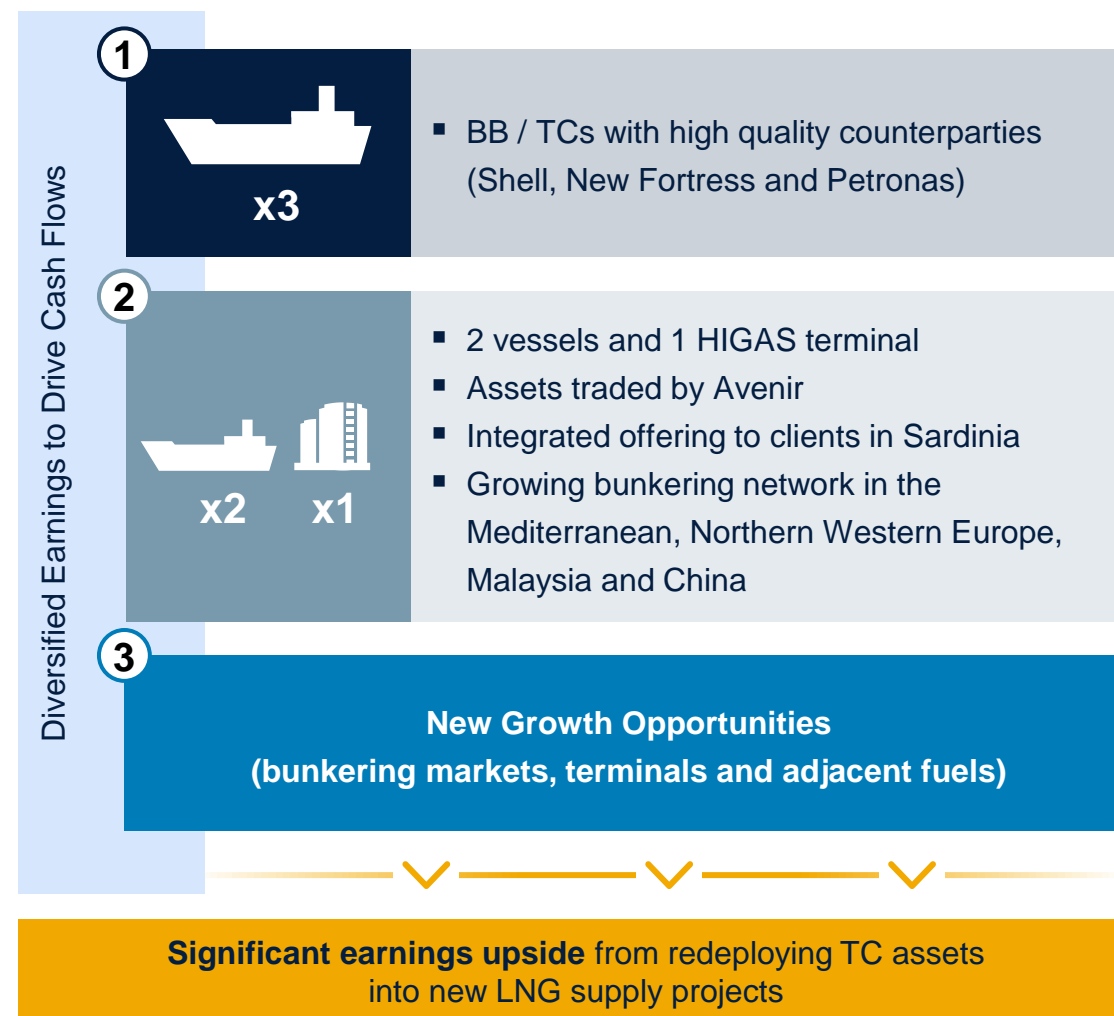 Diversified Earnings to Drive Cash Flows
1
x3
▪ BB / TCs with high quality counterparties
(Shell, New Fortress and Petronas)
2
x2 x1
▪ 2 vessels and 1 HIGAS terminal
▪ Assets traded by Avenir
▪ Integrated offering to clients in Sardinia
▪ Growing bunkering network in the
Mediterranean, Northern Western Europe,
Malaysia and China
3
New Growth Opportunities
(bunkering markets, terminals and adjacent fuels)
Significant earnings upside from redeploying TC assets
into new LNG supply projects